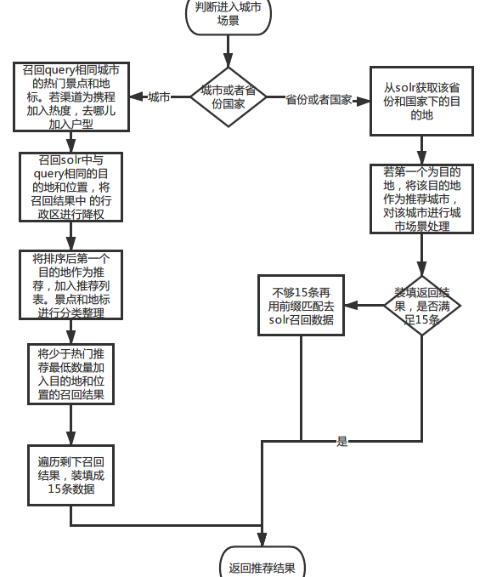 判断进入城市
场景
城市或者省
份国家
城市
省份或者国家
召回query相同城市
的热门景点和地
标。若渠道为携程
加入热度，去哪儿
加入户型
从solr获取该省
份和国家下的目
的地
召回solr中与
query相同的目
的地和位置，将
召回结果中 的行
政区进行降权
若第一个为目的
地，将该目的地
作为推荐城市，
对该城市进行城
市场景处理
将排序后第一个
目的地作为推
荐，加入推荐列
表。景点和地标
进行分类整理
不够15条再
用前缀匹配去
solr召回数据
装填返回结
果，是否满
足15条
将少于热门推
荐最低数量加
入目的地和位
置的召回结果
是
遍历剩下召回
结果，装填成
15条数据
返回推荐结果